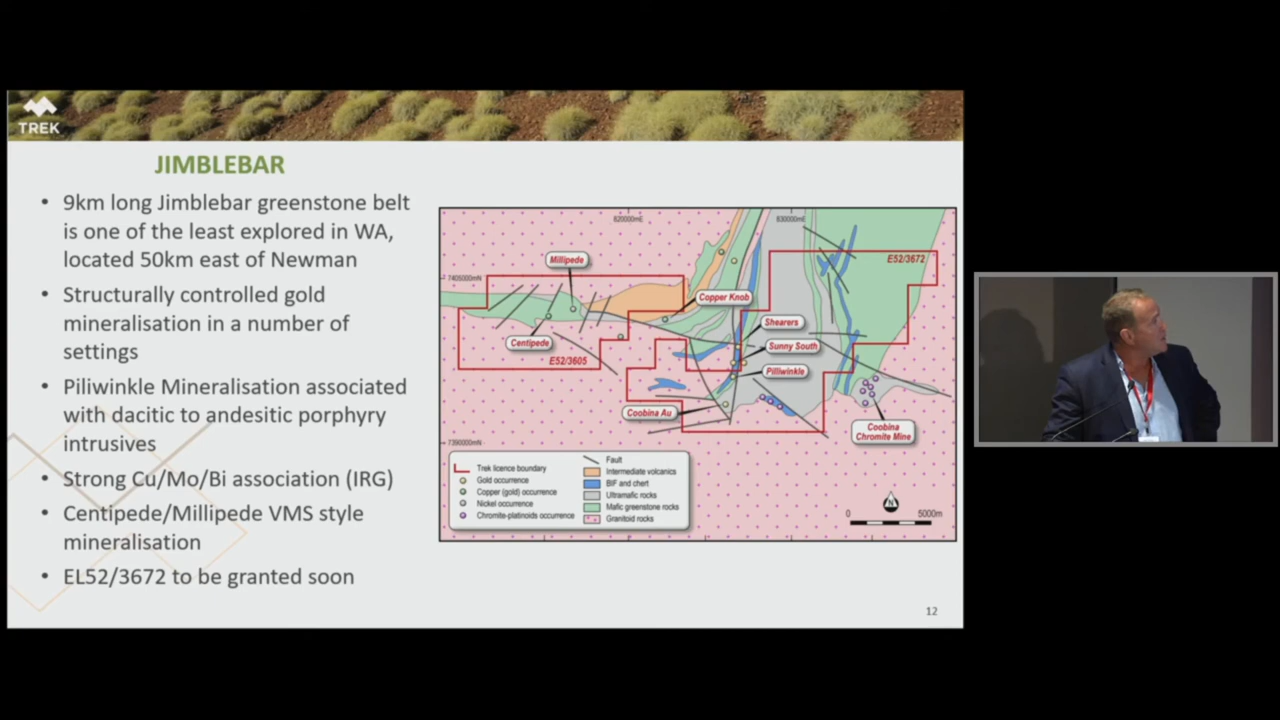 TREK
JIMBLEBAR
• 9km long Jimblebar greenstone belt
is one of the least explored in WA,
located 50km east of Newman
• Structurally controlled gold
mineralisation in a number of
settings
• Piliwinkle Mineralisation associated
with dacitic to andesitic porphyry
intrusives
• Strong Cu/Mo/Bi association (IRG)
• Centipede/Millipede VMS style
mineralisation
• EL52/3672 to be granted soon
820000mE
830000mE
Millipede
E52/3672
7405000mN
Copper Knob
Shearers
Centipede
Sunny South
E52/3605
Pilliwinkle
Coobina Au
Coobina
Chromite Mine
7390000mN
Trek licence boundary
Gold occurrence
Copper (gold) occurrence
Nickel occurrence
Chromite-platinoids occurrence
Fault
Intermediate volcanics
BIF and chert
Ultramafic rocks
Mafic greenstone rocks
Granitoid rocks
N
0
5000m
12